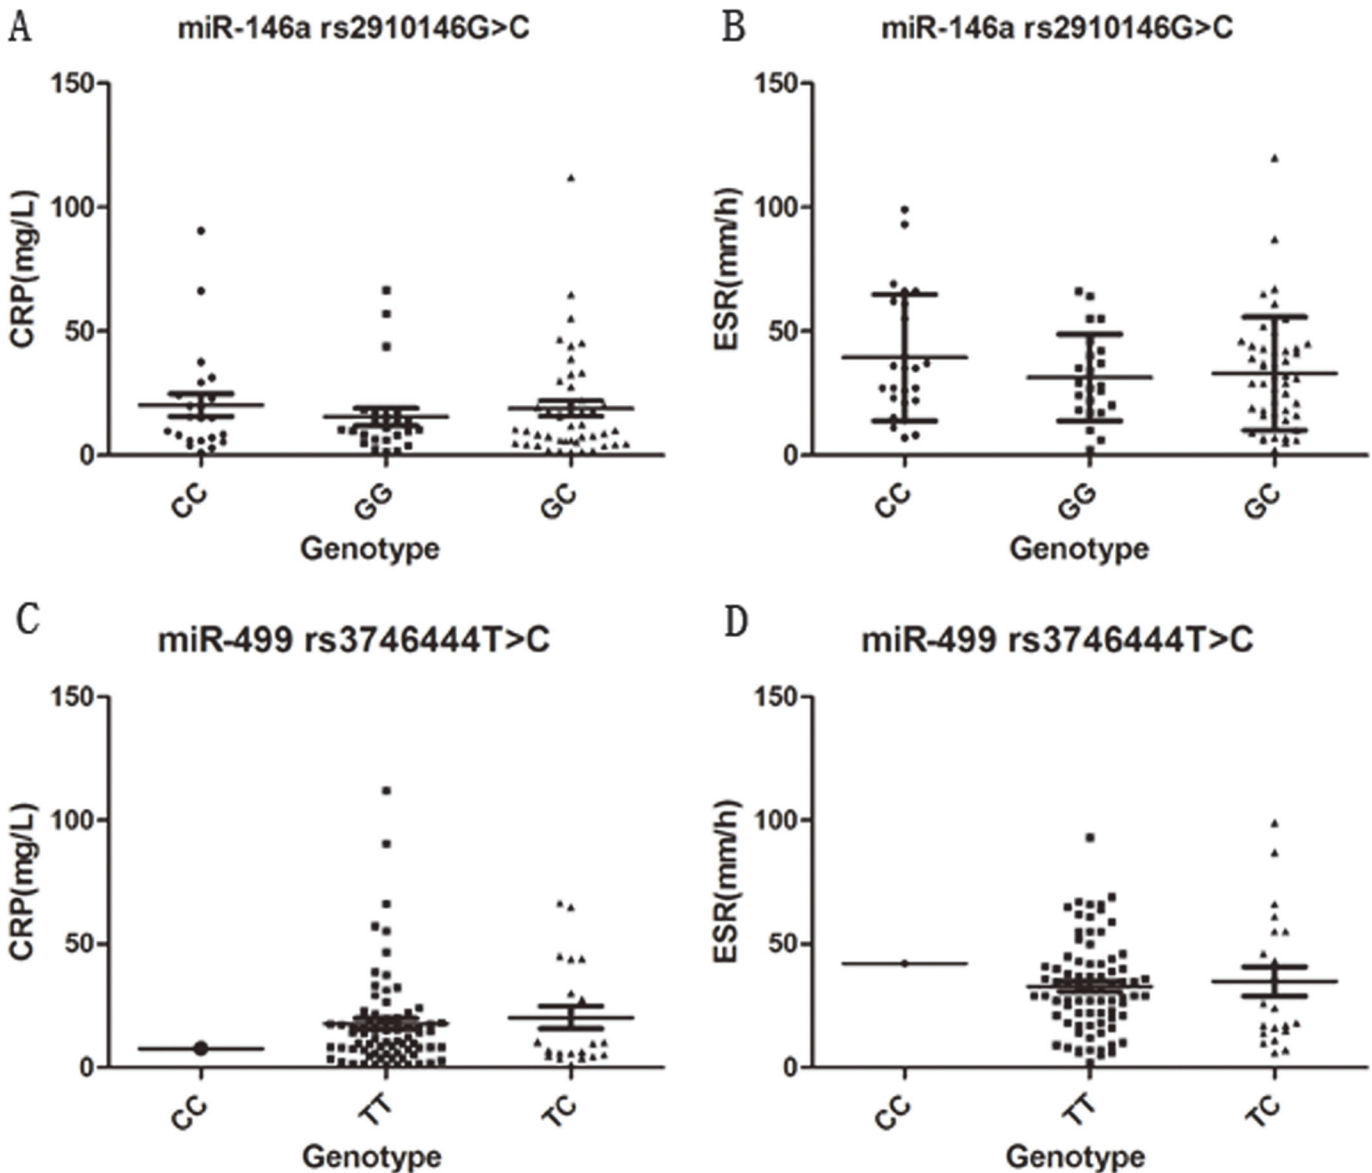 A
miR-146a rs2910146G>C
CRP(mg/L)
150
100
50
0
CC
GG
GC
Genotype
B
miR-146a rs2910146G>C
ESR(mm/h)
150
100
50
0
CC
GG
GC
Genotype
C
miR-499 rs3746444T>C
CRP(mg/L)
150
100
50
0
CC
TT
TC
Genotype
D
miR-499 rs3746444T>C
ESR(mm/h)
150
100
50
0
CC
TT
TC
Genotype